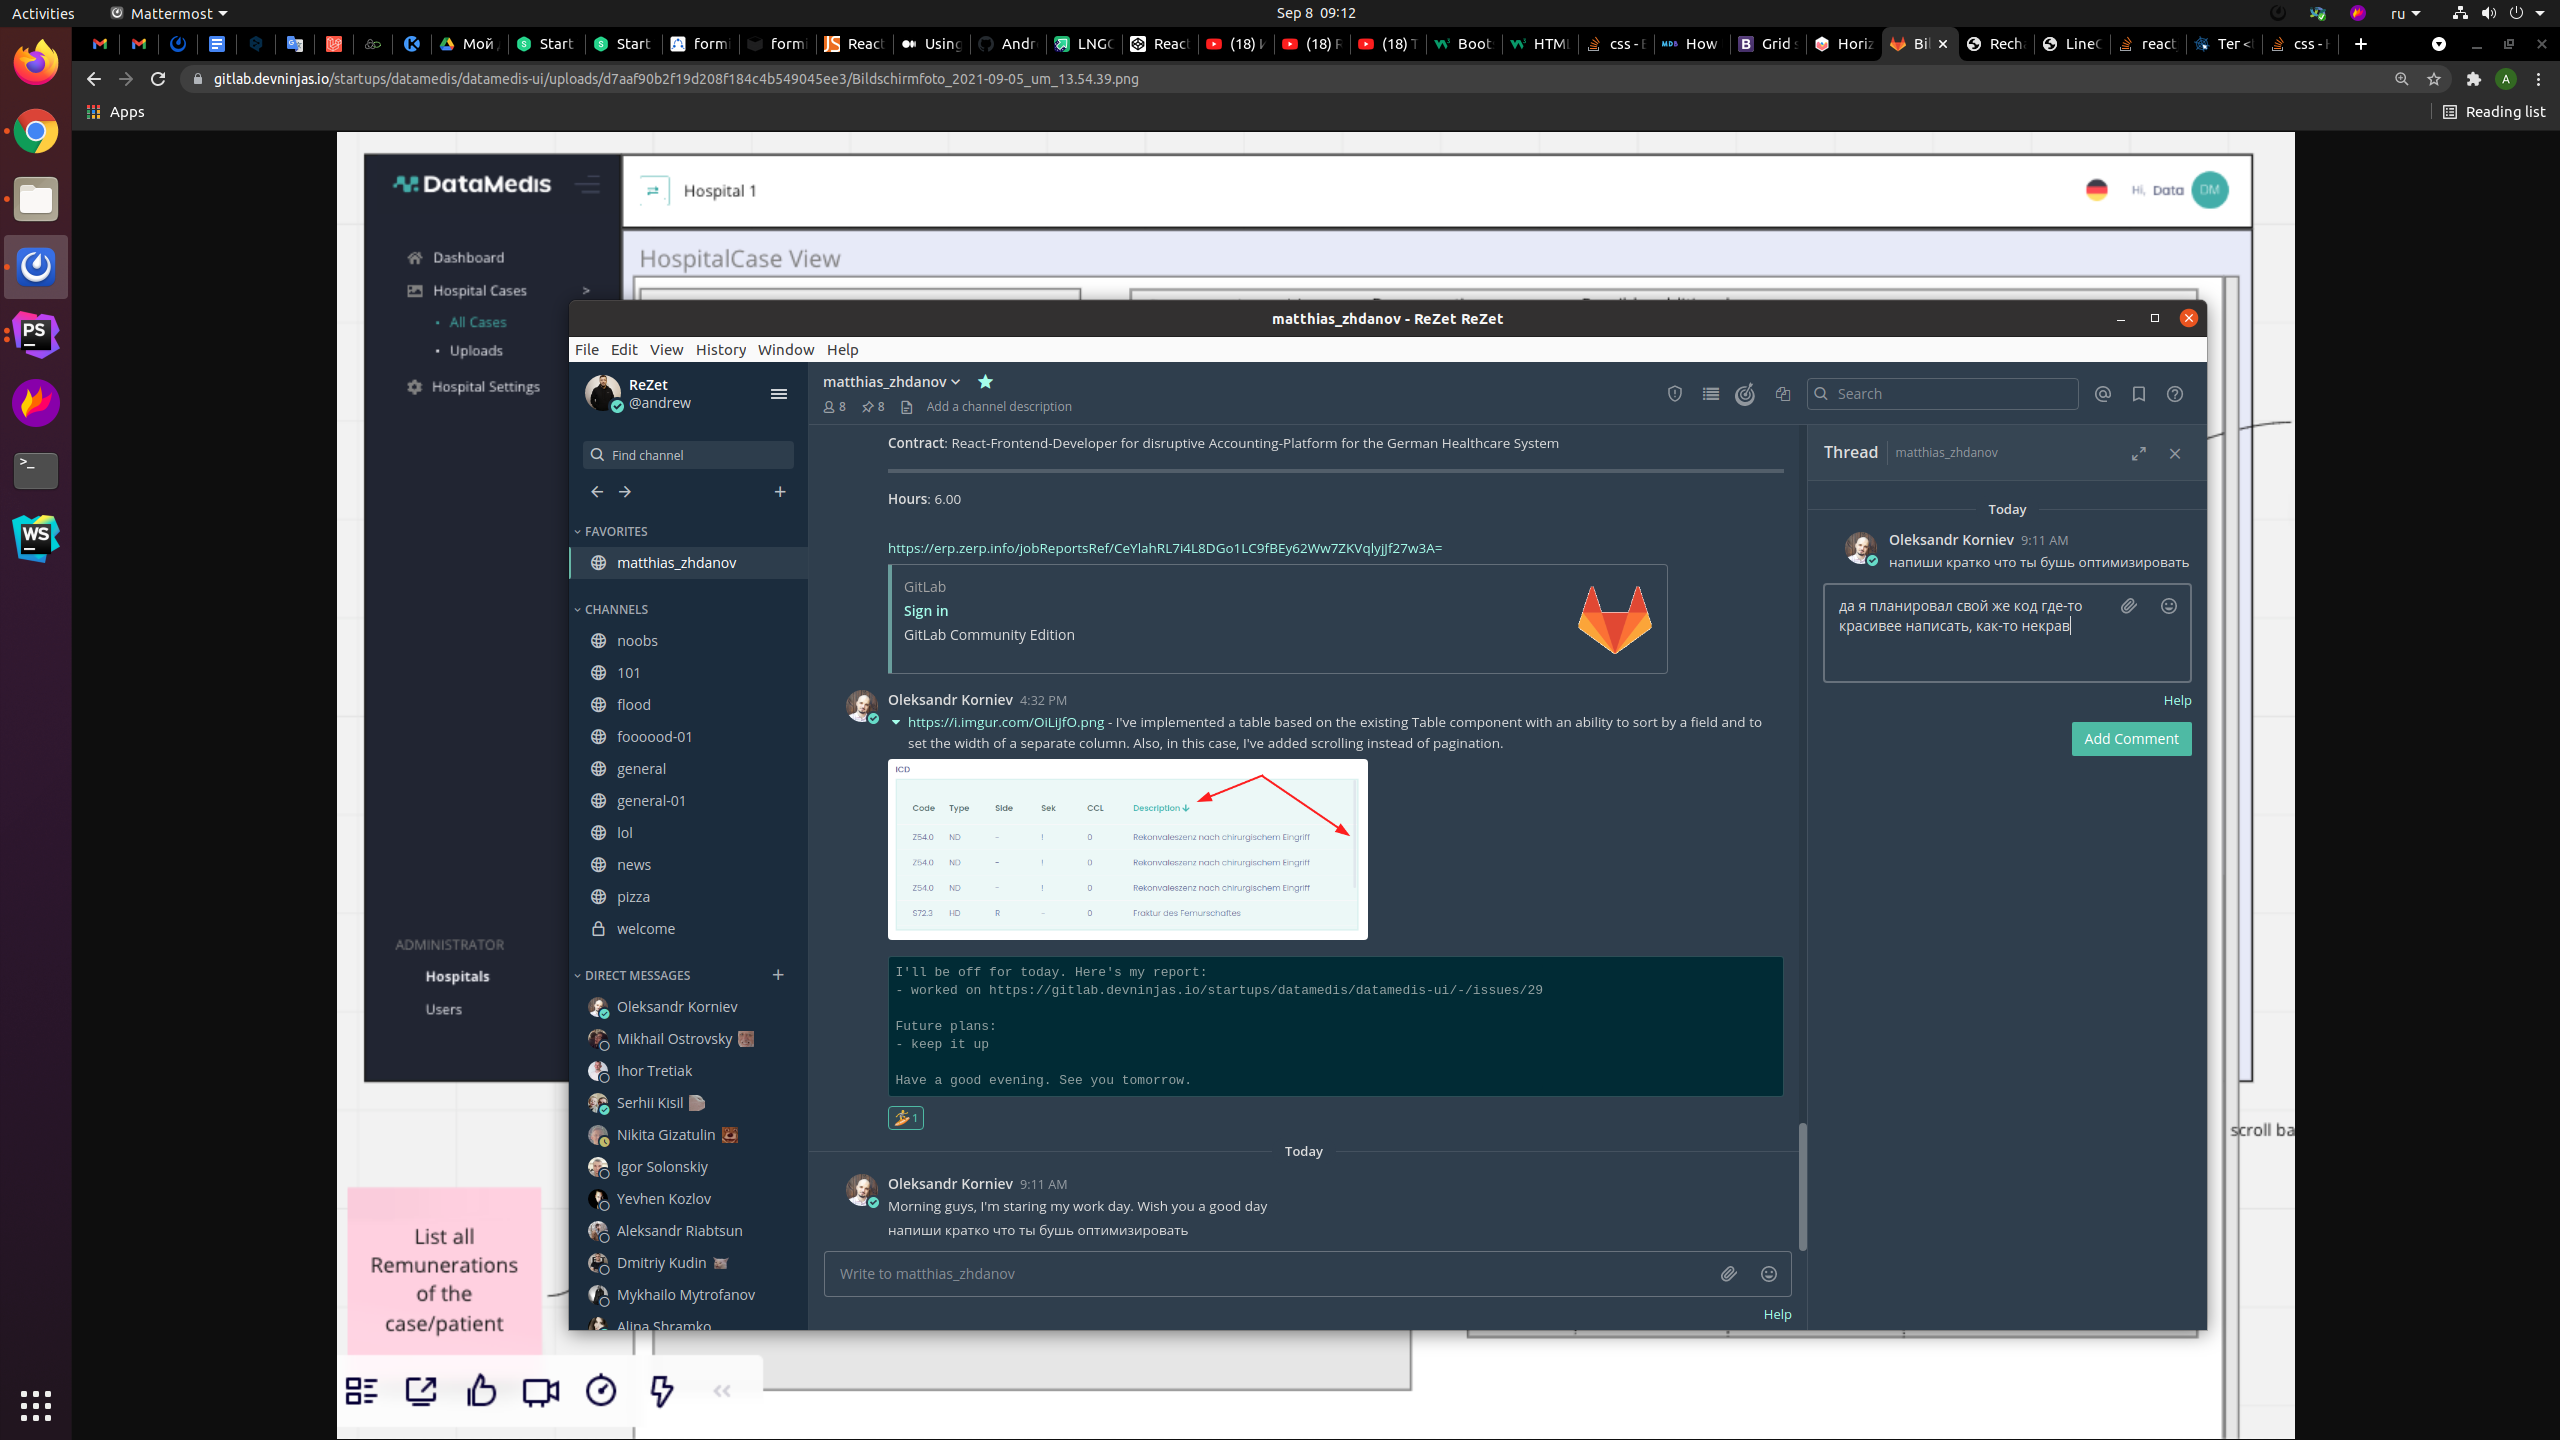 Activities
Mattermost
Sep 8 09:12
ru
Мой
Start
Start
formi
formi
React
Using
Andr
LNGC
React
(18) И
(18) F
(18) T
Boots
HTML
css - E
How
Grid s
Horiz
Bil
Recha
LineC
react
Тег <
css - H
gitlab.devninjas.io/startups/datamedis/datamedis-ui/uploads/d7aaf90b2f19d208f184c4b549045ee3/Bildschirmfoto_2021-09-05_um_13.54.39.png
A
Apps
Reading list
DataMedis
Hospital 1
Hi, Data
DM
Dashboard
Hospital Cases >
All Cases
Uploads
Hospital Settings
ADMINISTRATOR
Hospitals
Users
HospitalCase View
scroll ba
List all
Remunerations
of the
case/patient
PS
WS
matthias_zhdanov - ReZet ReZet
File Edit View History Window Help
ReZet
@andrew
Find channel
FAVORITES
matthias_zhdanov
CHANNELS
noobs
101
flood
foooood-01
general
general-01
lol
news
pizza
welcome
DIRECT MESSAGES
Oleksandr Korniev
Mikhail Ostrovsky
Ihor Tretiak
Serhii Kisil
Nikita Gizatulin
Igor Solonskiy
Yevhen Kozlov
Aleksandr Riabtsun
Dmitriy Kudin
Mykhailo Mytrofanov
Alina Shramko
matthias_zhdanov
8 8 Add a channel description
Search
Contract: React-Frontend-Developer for disruptive Accounting-Platform for the German Healthcare System
Hours: 6.00
https://erp.zerp.info/jobReportsRef/CeYlahRL7i4L8DGo1LC9fBEy62Ww7ZKVqlyjJf27w3A=
GitLab
Sign in
GitLab Community Edition
Oleksandr Korniev 4:32 PM
https://i.imgur.com/OiLiJfO.png - I've implemented a table based on the existing Table component with an ability to sort by a field and to
set the width of a separate column. Also, in this case, I've added scrolling instead of pagination.
ICD
Code Type Side Sek CCL Description
Z54.0 ND - ! 0 Rekonvaleszenz nach chirurgischem Eingriff
Z54.0 ND - ! 0 Rekonvaleszenz nach chirurgischem Eingriff
Z54.0 ND - ! 0 Rekonvaleszenz nach chirurgischem Eingriff
S72.3 HD R - 0 Fraktur des Femurschaftes
I'll be off for today. Here's my report:
- worked on https://gitlab.devninjas.io/startups/datamedis/datamedis-ui/-/issues/29
Future plans:
- keep it up
Have a good evening. See you tomorrow.
1
Today
Oleksandr Korniev 9:11 AM
Morning guys, I'm staring my work day. Wish you a good day
напиши кратко что ты бушь оптимизировать
Write to matthias_zhdanov
Help
Thread matthias_zhdanov
Today
Oleksandr Korniev 9:11 AM
напиши кратко что ты бушь оптимизировать
да я планировал свой же код где-то
красивее написать, как-то некрав
Help
Add Comment